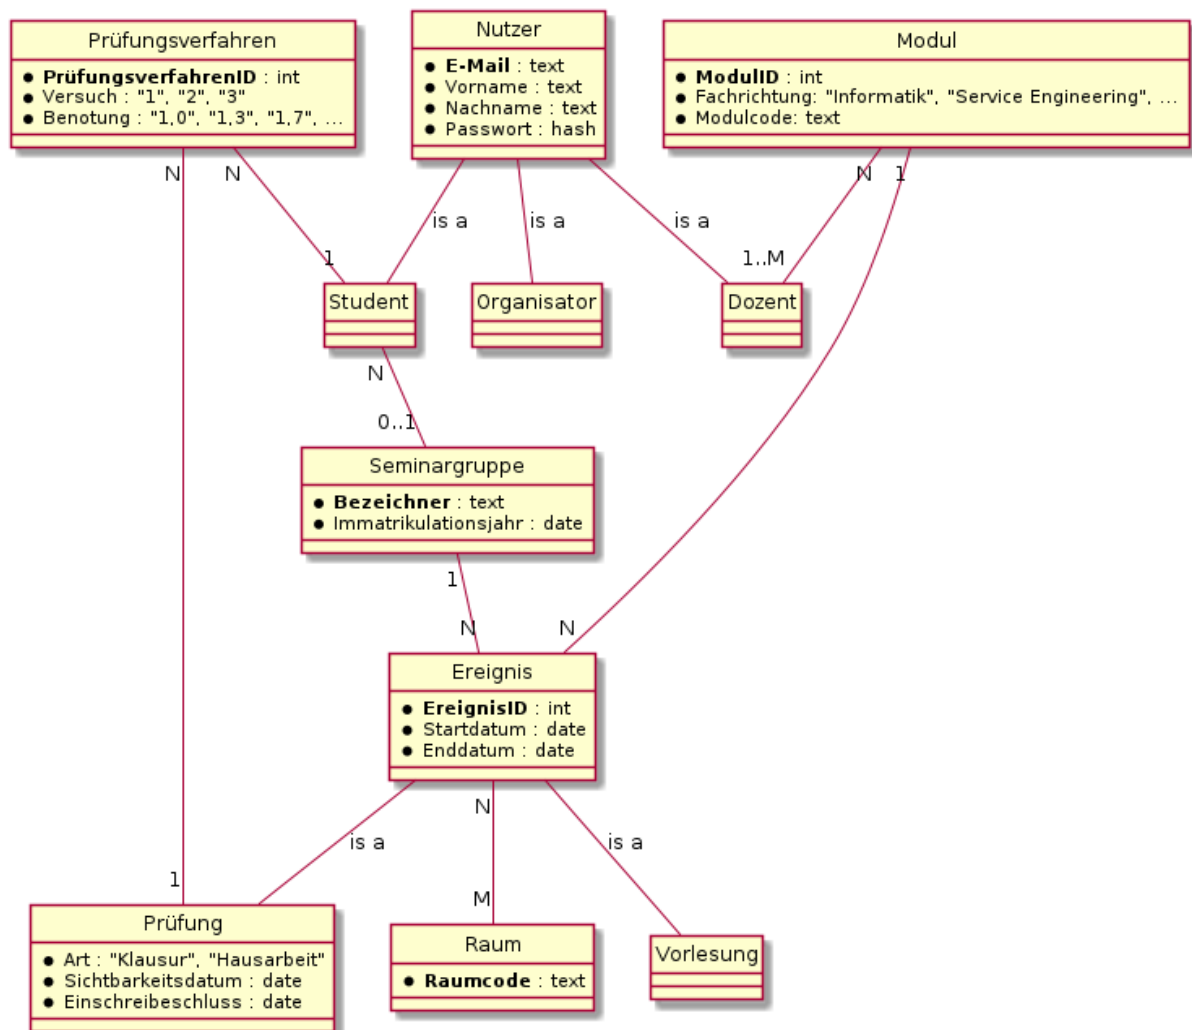 Prüfungsverfahren
PrüfungsverfahrenID : int
Versuch : "1", "2", "3"
Benotung : "1,0", "1,3", "1,7", ...
Nutzer
E-Mail : text
Vorname : text
Nachname : text
Passwort : hash
Modul
ModulID : int
Fachrichtung: "Informatik", "Service Engineering", ...
Modulcode: text
N
N
N
1
is a
is a
is a
1
1..M
Student
Organisator
Dozent
N
0..1
Seminargruppe
Bezeichner : text
Immatrikulationsjahr : date
1
N
N
Ereignis
EreignisID : int
Startdatum : date
Enddatum : date
N
is a
is a
1
M
Prüfung
Art : "Klausur", "Hausarbeit"
Sichtbarkeitsdatum : date
Einschreibeschluss : date
Raum
Raumcode : text
Vorlesung